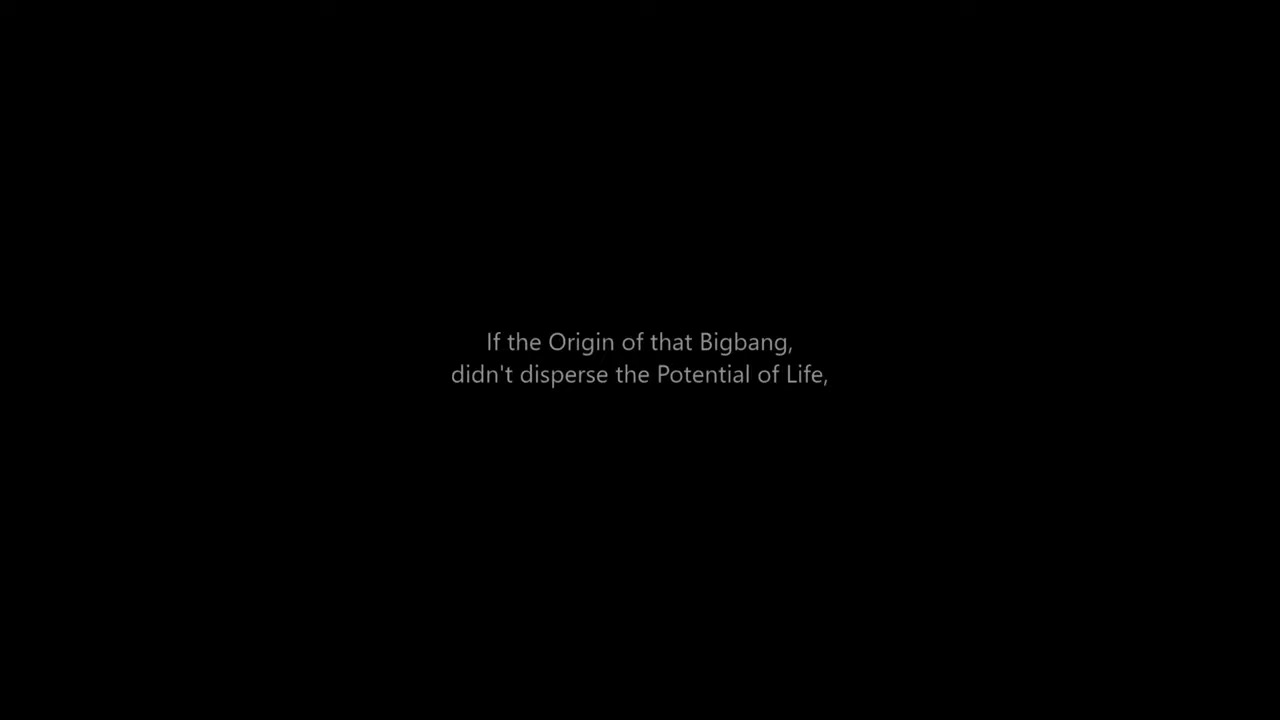 If the Origin of that Bigbang,
didn't disperse the Potential of Life,